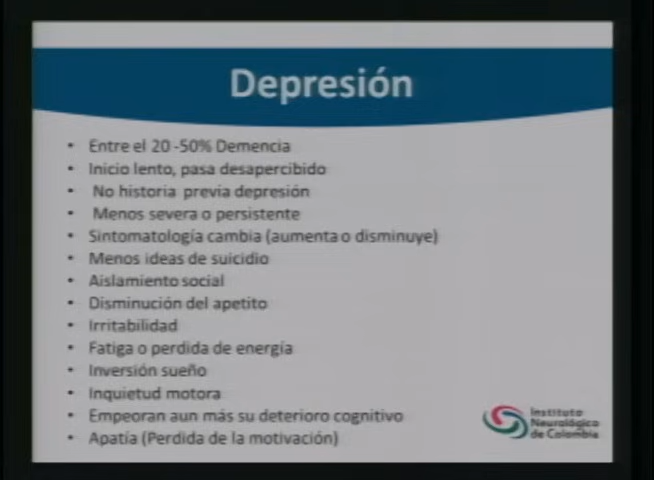 Depresión
• Entre el 20 -50% Demencia
• Inicio lento, pasa desapercibido
• No historia previa depresión
• Menos severa o persistente
• Sintomatología cambia (aumenta o disminuye)
• Menos ideas de suicidio
• Aislamiento social
• Disminución del apetito
• Irritabilidad
• Fatiga o perdida de energía
• Inversión sueño
• Inquietud motora
• Empeoran aun más su deterioro cognitivo
• Apatía (Perdida de la motivación)
Instituto
Neurológico
de Colombia